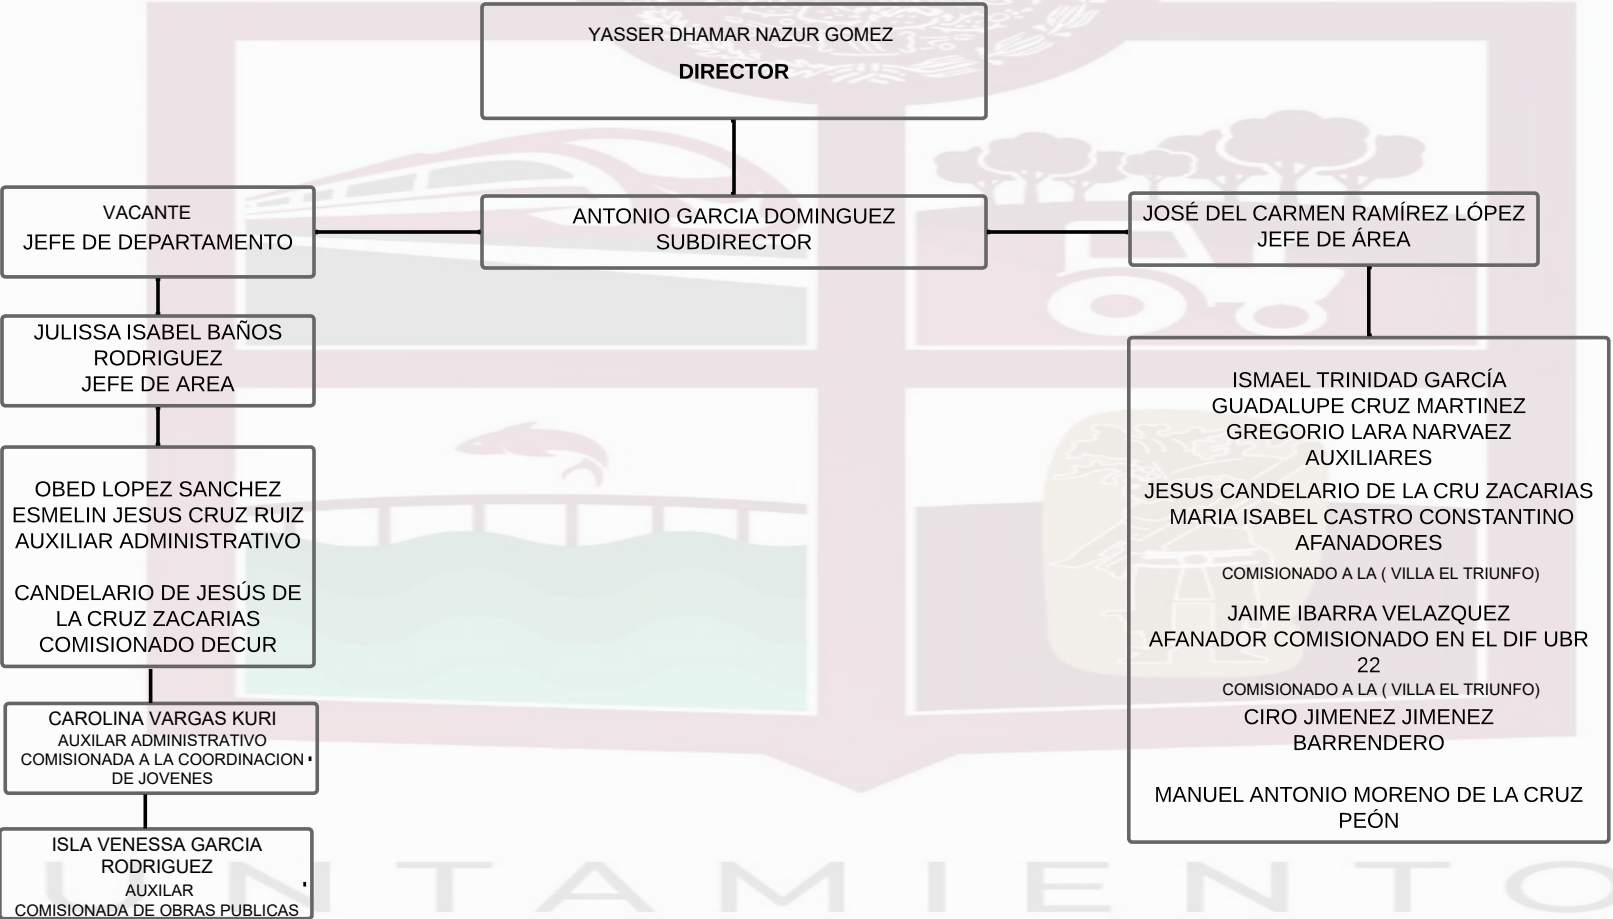 YASSER DHAMAR NAZUR GOMEZ
DIRECTOR
VACANTE
JEFE DE DEPARTAMENTO
ANTONIO GARCIA DOMINGUEZ
SUBDIRECTOR
JOSÉ DEL CARMEN RAMÍREZ LÓPEZ
JEFE DE ÁREA
JULISSA ISABEL BAÑOS
RODRIGUEZ
JEFE DE AREA
OBED LOPEZ SANCHEZ
ESMELIN JESUS CRUZ RUIZ
AUXILIAR ADMINISTRATIVO
CANDELARIO DE JESÚS DE
LA CRUZ ZACARIAS
COMISIONADO DECUR
CAROLINA VARGAS KURI
AUXILAR ADMINISTRATIVO
COMISIONADA A LA COORDINACION
DE JOVENES
ISLA VENESSA GARCIA
RODRIGUEZ
AUXILAR
COMISIONADA DE OBRAS PUBLICAS
ISMAEL TRINIDAD GARCÍA
GUADALUPE CRUZ MARTINEZ
GREGORIO LARA NARVAEZ
AUXILIARES
JESUS CANDELARIO DE LA CRU ZACARIAS
MARIA ISABEL CASTRO CONSTANTINO
AFANADORES
COMISIONADO A LA ( VILLA EL TRIUNFO)
JAIME IBARRA VELAZQUEZ
AFANADOR COMISIONADO EN EL DIF UBR
22
COMISIONADO A LA ( VILLA EL TRIUNFO)
CIRO JIMENEZ JIMENEZ
BARRENDERO
MANUEL ANTONIO MORENO DE LA CRUZ
PEÓN
UNTAMIENTO